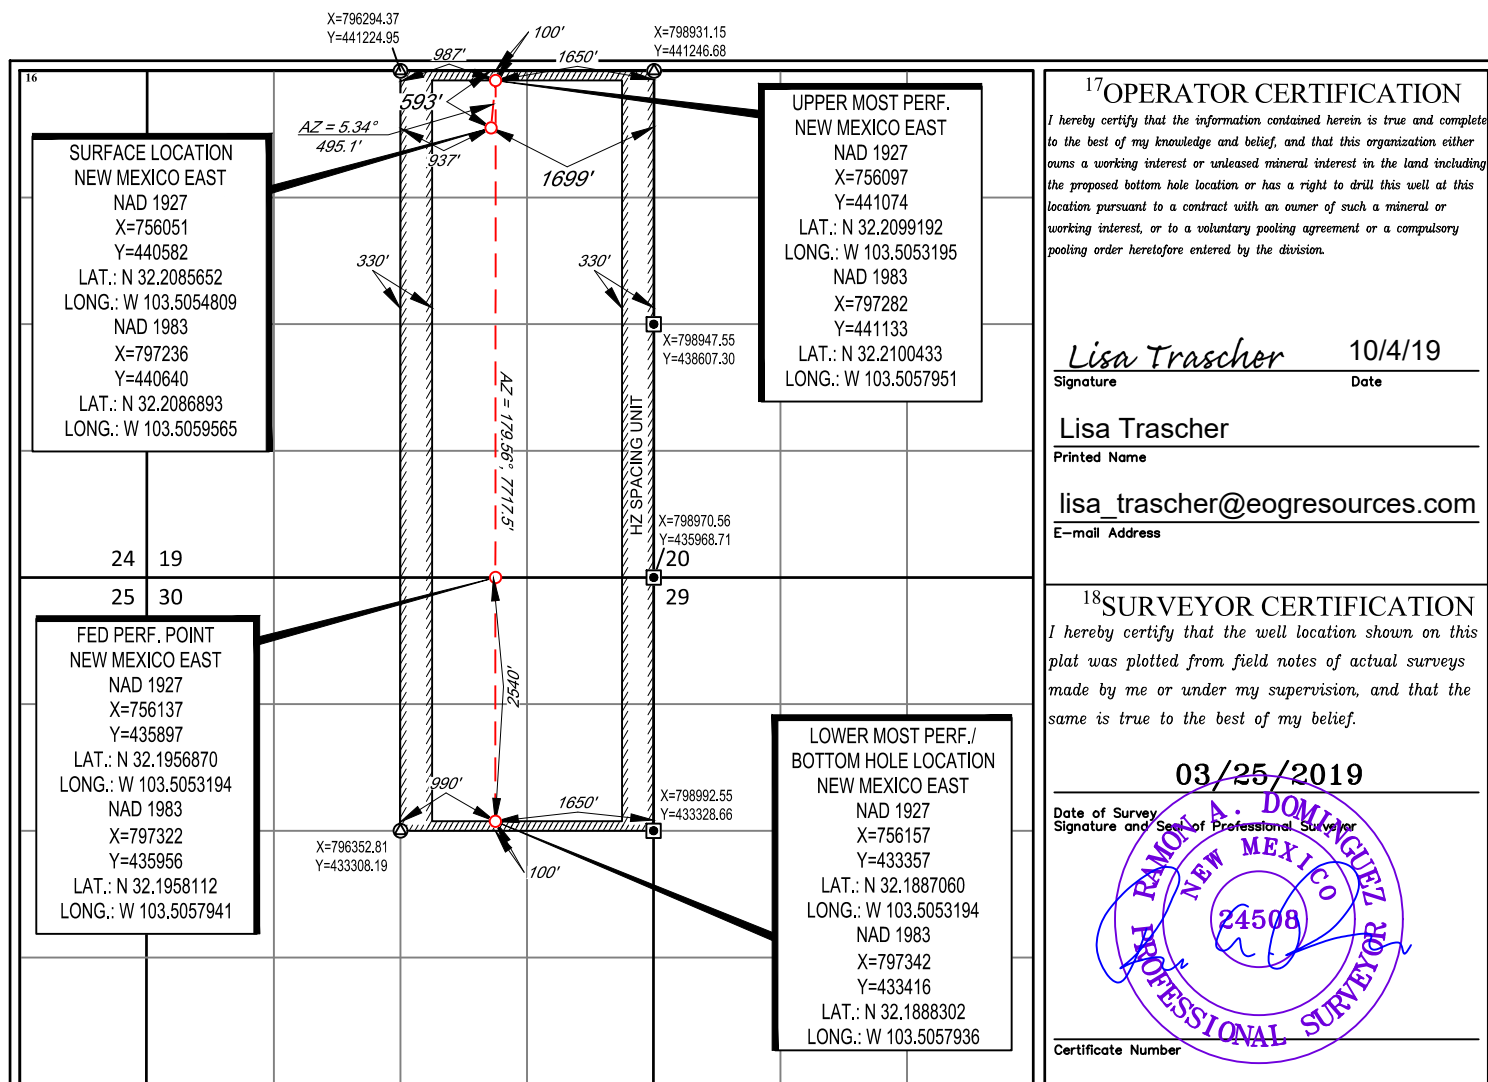 X=796294.37
Y=441224.95
987'
100'
1650'
X=798931.15
Y=441246.68
16
593'
AZ = 5.34°
495.1'
937'
1699'
SURFACE LOCATION
NEW MEXICO EAST
NAD 1927
X=756051
Y=440582
LAT.: N 32.2085652
LONG.: W 103.5054809
NAD 1983
X=797236
Y=440640
LAT.: N 32.2086893
LONG.: W 103.5059565
UPPER MOST PERF.
NEW MEXICO EAST
NAD 1927
X=756097
Y=441074
LAT.: N 32.2099192
LONG.: W 103.5053195
NAD 1983
X=797282
Y=441133
LAT.: N 32.2100433
LONG.: W 103.5057951
330'
330'
X=798947.55
Y=438607.30
AZ = 179.56°, 7717.5'
HZ SPACING UNIT
X=798970.56
Y=435968.71
24 19
20
25 30
29
FED PERF. POINT
NEW MEXICO EAST
NAD 1927
X=756137
Y=435897
LAT.: N 32.1956870
LONG.: W 103.5053194
NAD 1983
X=797322
Y=435956
LAT.: N 32.1958112
LONG.: W 103.5057941
2540'
990'
1650'
X=798992.55
Y=433328.66
X=796352.81
Y=433308.19
100'
LOWER MOST PERF./
BOTTOM HOLE LOCATION
NEW MEXICO EAST
NAD 1927
X=756157
Y=433357
LAT.: N 32.1887060
LONG.: W 103.5053194
NAD 1983
X=797342
Y=433416
LAT.: N 32.1888302
LONG.: W 103.5057936
17OPERATOR CERTIFICATION
I hereby certify that the information contained herein is true and complete
to the best of my knowledge and belief, and that this organization either
owns a working interest or unleased mineral interest in the land including
the proposed bottom hole location or has a right to drill this well at this
location pursuant to a contract with an owner of such a mineral or
working interest, or to a voluntary pooling agreement or a compulsory
pooling order heretofore entered by the division.
Lisa Trascher 10/4/19
Signature Date
Lisa Trascher
Printed Name
lisa_trascher@eogresources.com
E-mail Address
18SURVEYOR CERTIFICATION
I hereby certify that the well location shown on this
plat was plotted from field notes of actual surveys
made by me or under my supervision, and that the
same is true to the best of my belief.
03/25/2019
Date of Survey
Signature and Seal of Professional Surveyor
RAMON A. DOMINGUEZ
NEW MEXICO
24508
PROFESSIONAL SURVEYOR
Certificate Number